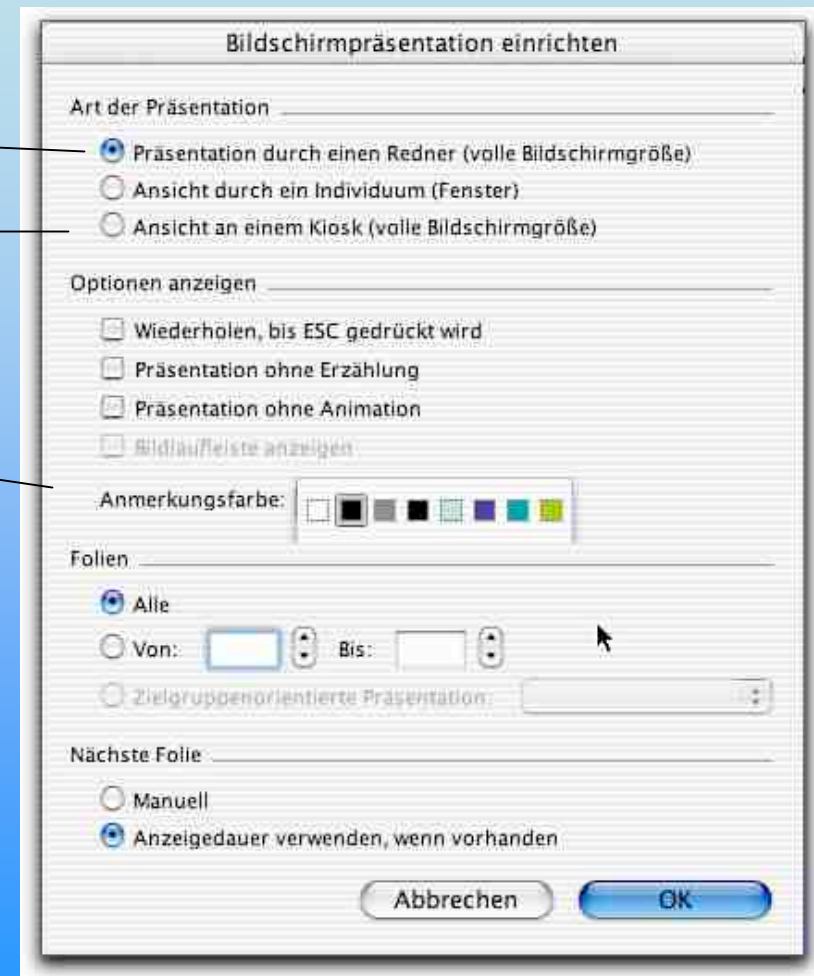 Bildschirmpräsentation einrichten
Art der Präsentation
Präsentation durch einen Redner (volle Bildschirmgröße)
Ansicht durch ein Individuum (Fenster)
Ansicht an einem Kiosk (volle Bildschirmgröße)
Optionen anzeigen
Wiederholen, bis ESC gedrückt wird
Präsentation ohne Erzählung
Präsentation ohne Animation
Bildlaufleiste anzeigen
Anmerkungsfarbe:
Folien
Alle
Von: Bis:
Zielgruppenorientierte Präsentation:
Nächste Folie
Manuell
Anzeigedauer verwenden, wenn vorhanden
Abbrechen OK